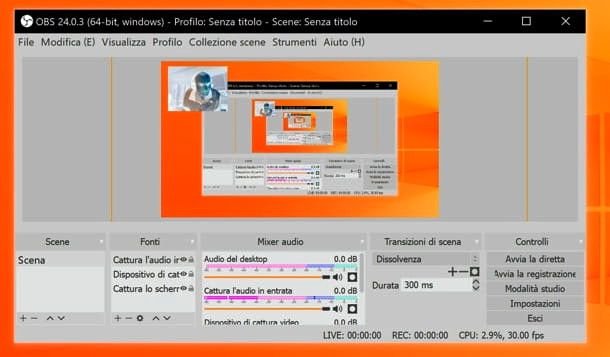 OBS 24.0.3 (64-bit, windows) - Profilo: Senza titolo - Scene: Senza titolo
File Modifica (E) Visualizza Profilo Collezione scene Strumenti Aiuto (H)
Scene Fonti Mixer audio Transizioni di scena Controlli
Scena
Cattura l'audio ir
Dispositivo di cat
Cattura lo scherr
Audio del desktop 0.0 dB
Cattura l'audio in entrata 0.0 dB
Dispositivo di cattura video 0.0 dB
Dissolvenza
Durata 300 ms
Avvia la diretta
Avvia la registrazione
Modalità studio
Impostazioni
Esci
LIVE: 00:00:00 REC: 00:00:00 CPU: 2.9%, 30.00 fps